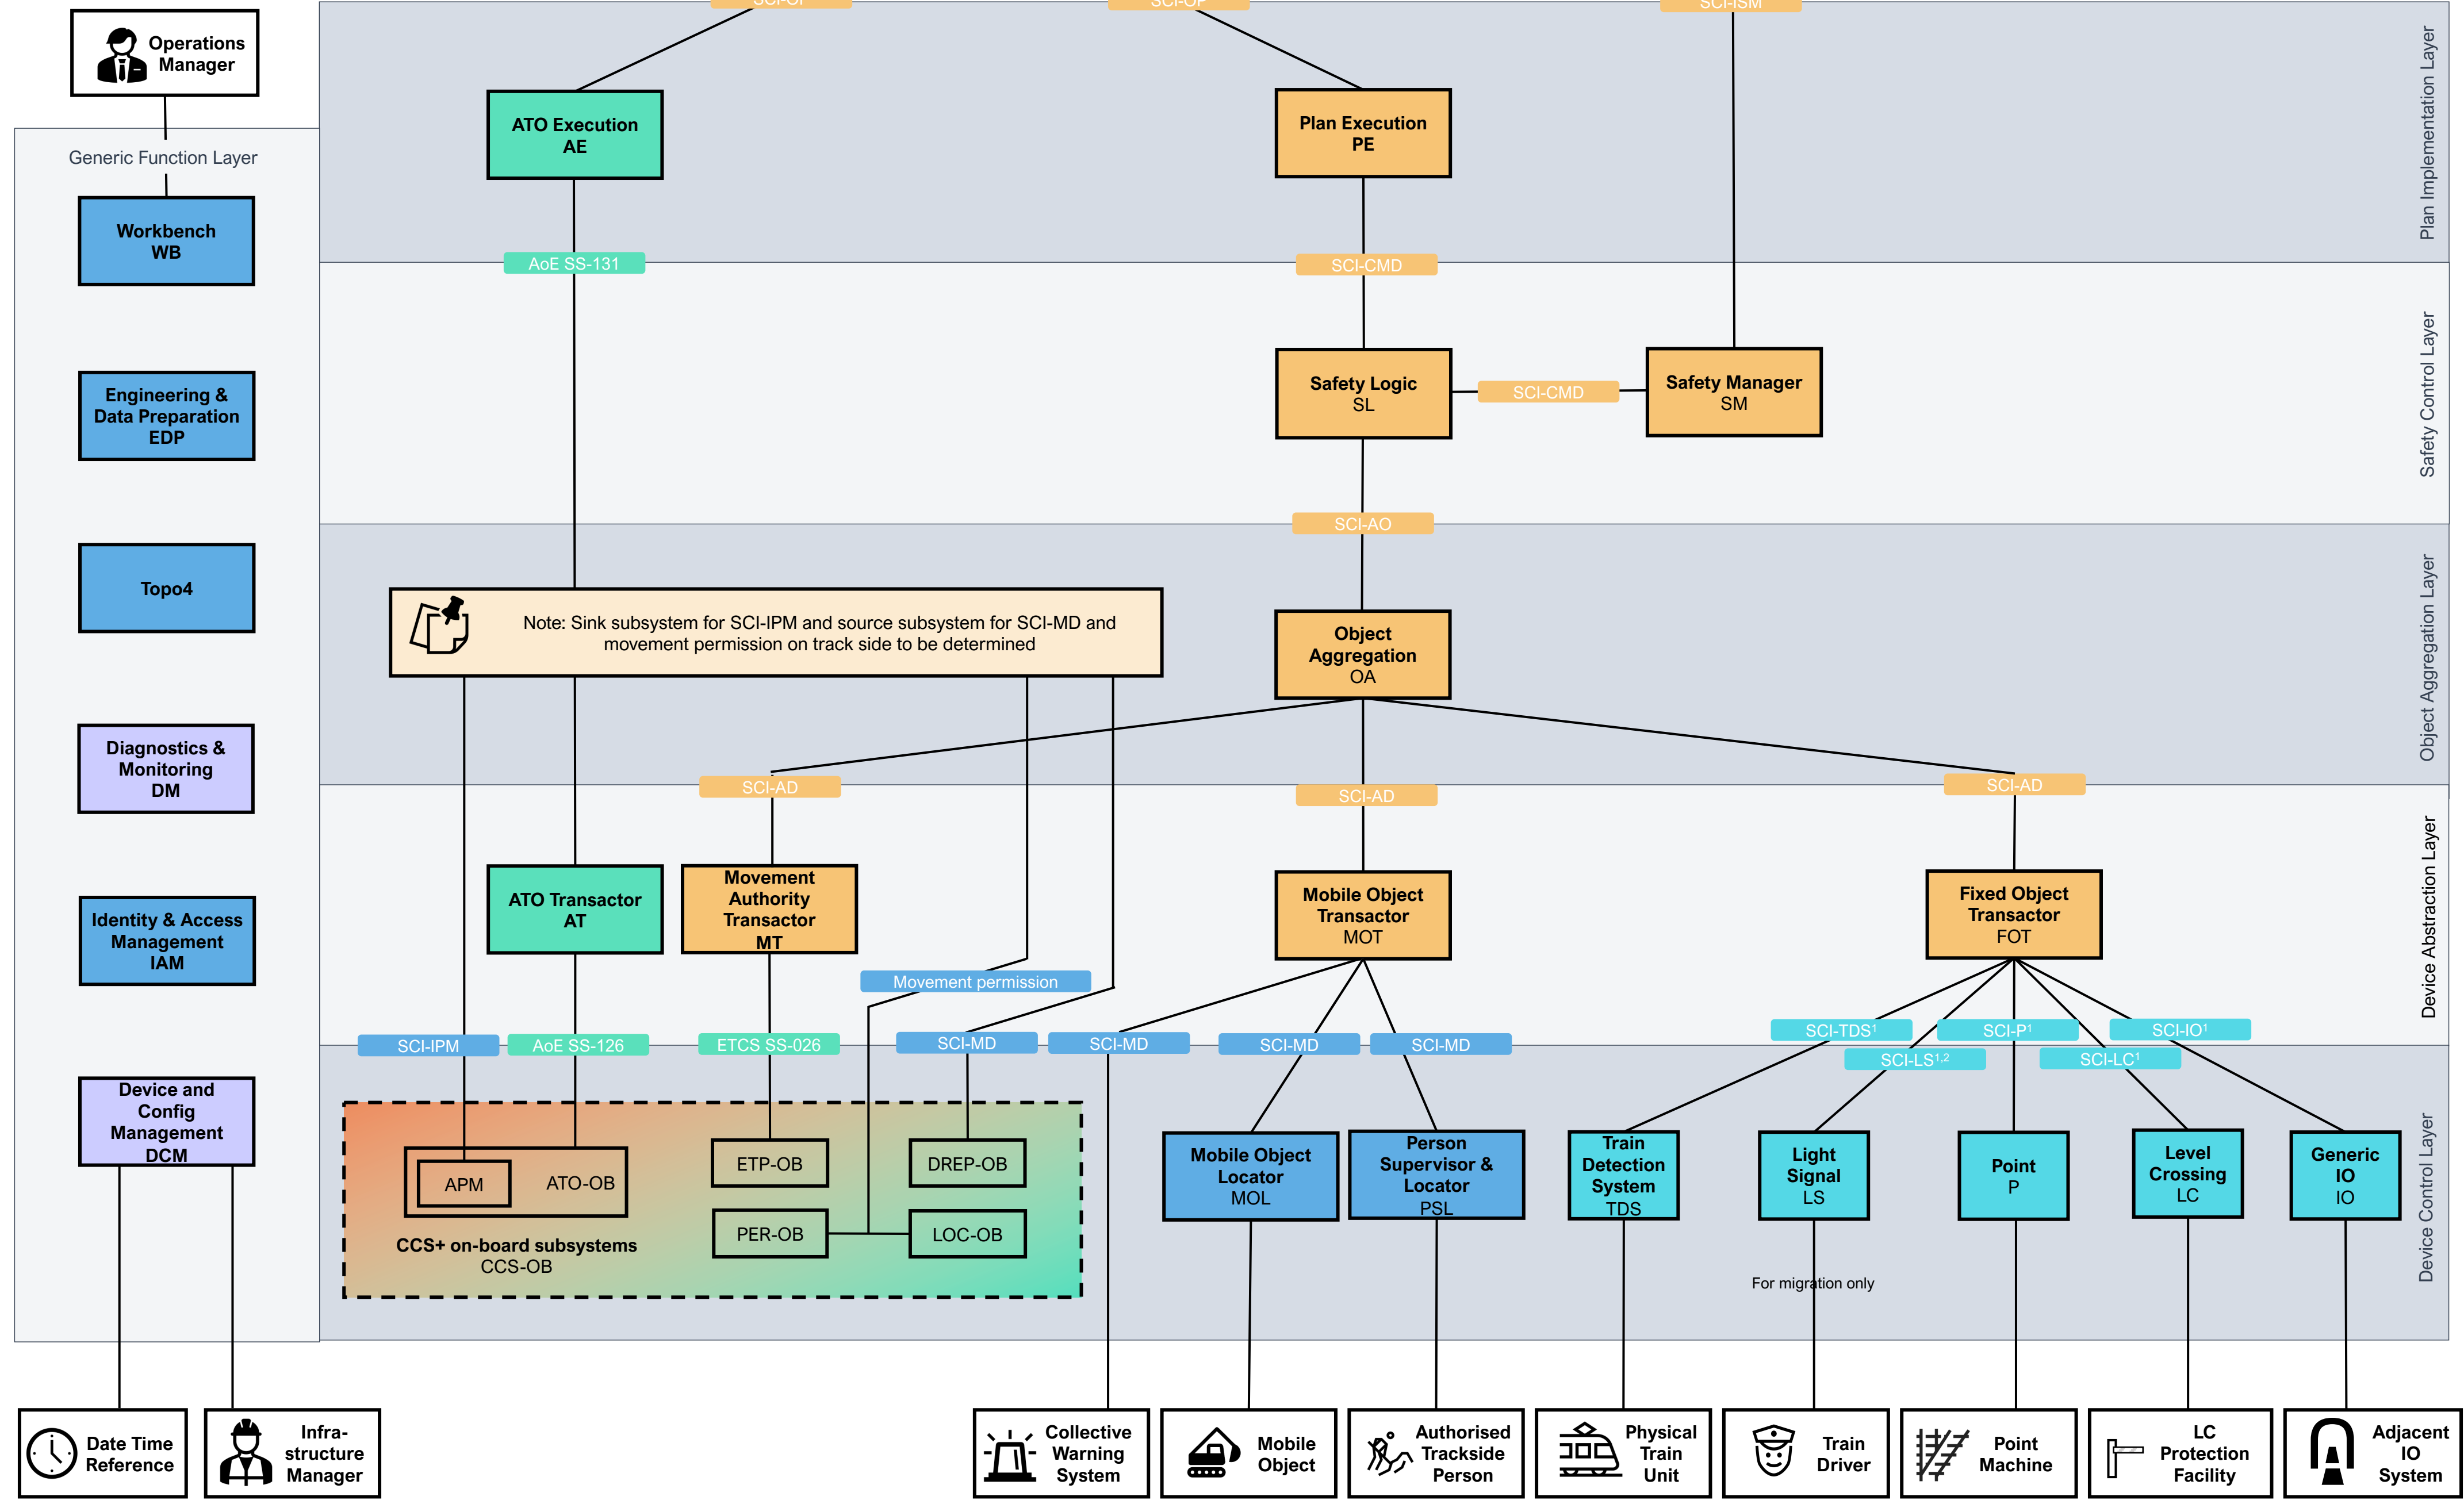 SCI-OP
SCI-ISM
Operations
Manager
Generic Function Layer
Workbench
WB
Engineering &
Data Preparation
EDP
Topo4
Diagnostics &
Monitoring
DM
Identity & Access
Management
IAM
Device and
Config
Management
DCM
Plan Implementation Layer
ATO Execution
AE
Plan Execution
PE
AoE SS-131
SCI-CMD
Safety Control Layer
Safety Logic
SL
SCI-CMD
Safety Manager
SM
SCI-AO
Object Aggregation Layer
Note: Sink subsystem for SCI-IPM and source subsystem for SCI-MD and
movement permission on track side to be determined
Object
Aggregation
OA
SCI-AD
SCI-AD
SCI-AD
Device Abstraction Layer
ATO Transactor
AT
Movement
Authority
Transactor
MT
Mobile Object
Transactor
MOT
Fixed Object
Transactor
FOT
Movement permission
SCI-IPM
AoE SS-126
ETCS SS-026
SCI-MD
SCI-MD
SCI-MD
SCI-MD
SCI-TDS¹
SCI-P¹
SCI-IO¹
SCI-LS¹,²
SCI-LC¹
Device Control Layer
APM
ATO-OB
ETP-OB
DREP-OB
PER-OB
LOC-OB
CCS+ on-board subsystems
CCS-OB
Mobile Object
Locator
MOL
Person
Supervisor &
Locator
PSL
Train
Detection
System
TDS
Light
Signal
LS
Point
P
Level
Crossing
LC
Generic
IO
IO
For migration only
Date Time
Reference
Infra-
structure
Manager
Collective
Warning
System
Mobile
Object
Authorised
Trackside
Person
Physical
Train
Unit
Train
Driver
Point
Machine
LC
Protection
Facility
Adjacent
IO
System